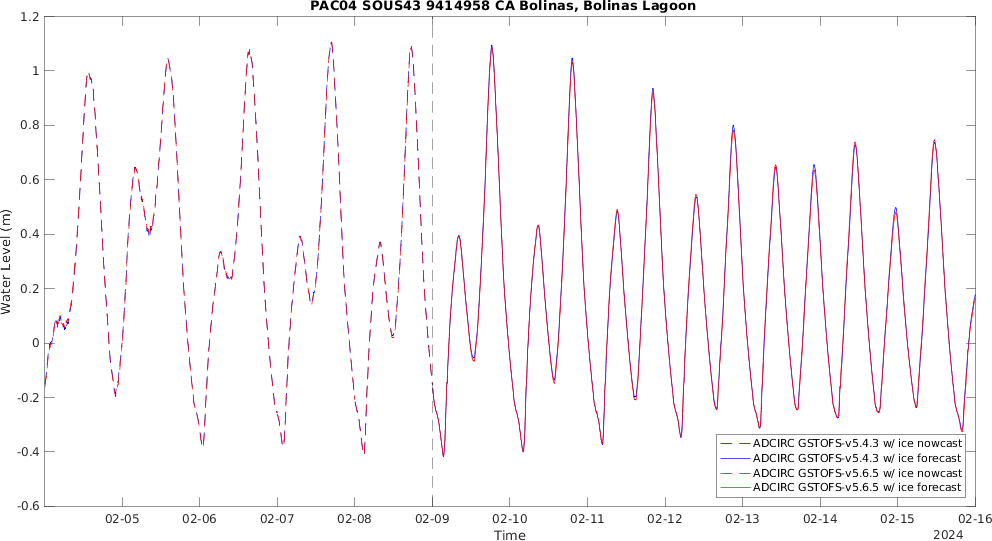 PAC04 SOUS43 9414958 CA Bolinas, Bolinas Lagoon
1.2
1
0.8
0.6
0.4
0.2
0
-0.2
-0.4
-0.6
Water Level (m)
ADCIRC GSTOFS-v5.4.3 w/ ice nowcast
ADCIRC GSTOFS-v5.4.3 w/ ice forecast
ADCIRC GSTOFS-v5.6.5 w/ ice nowcast
ADCIRC GSTOFS-v5.6.5 w/ ice forecast
02-05 02-06 02-07 02-08 02-09 02-10 02-11 02-12 02-13 02-14 02-15 02-16
Time
2024